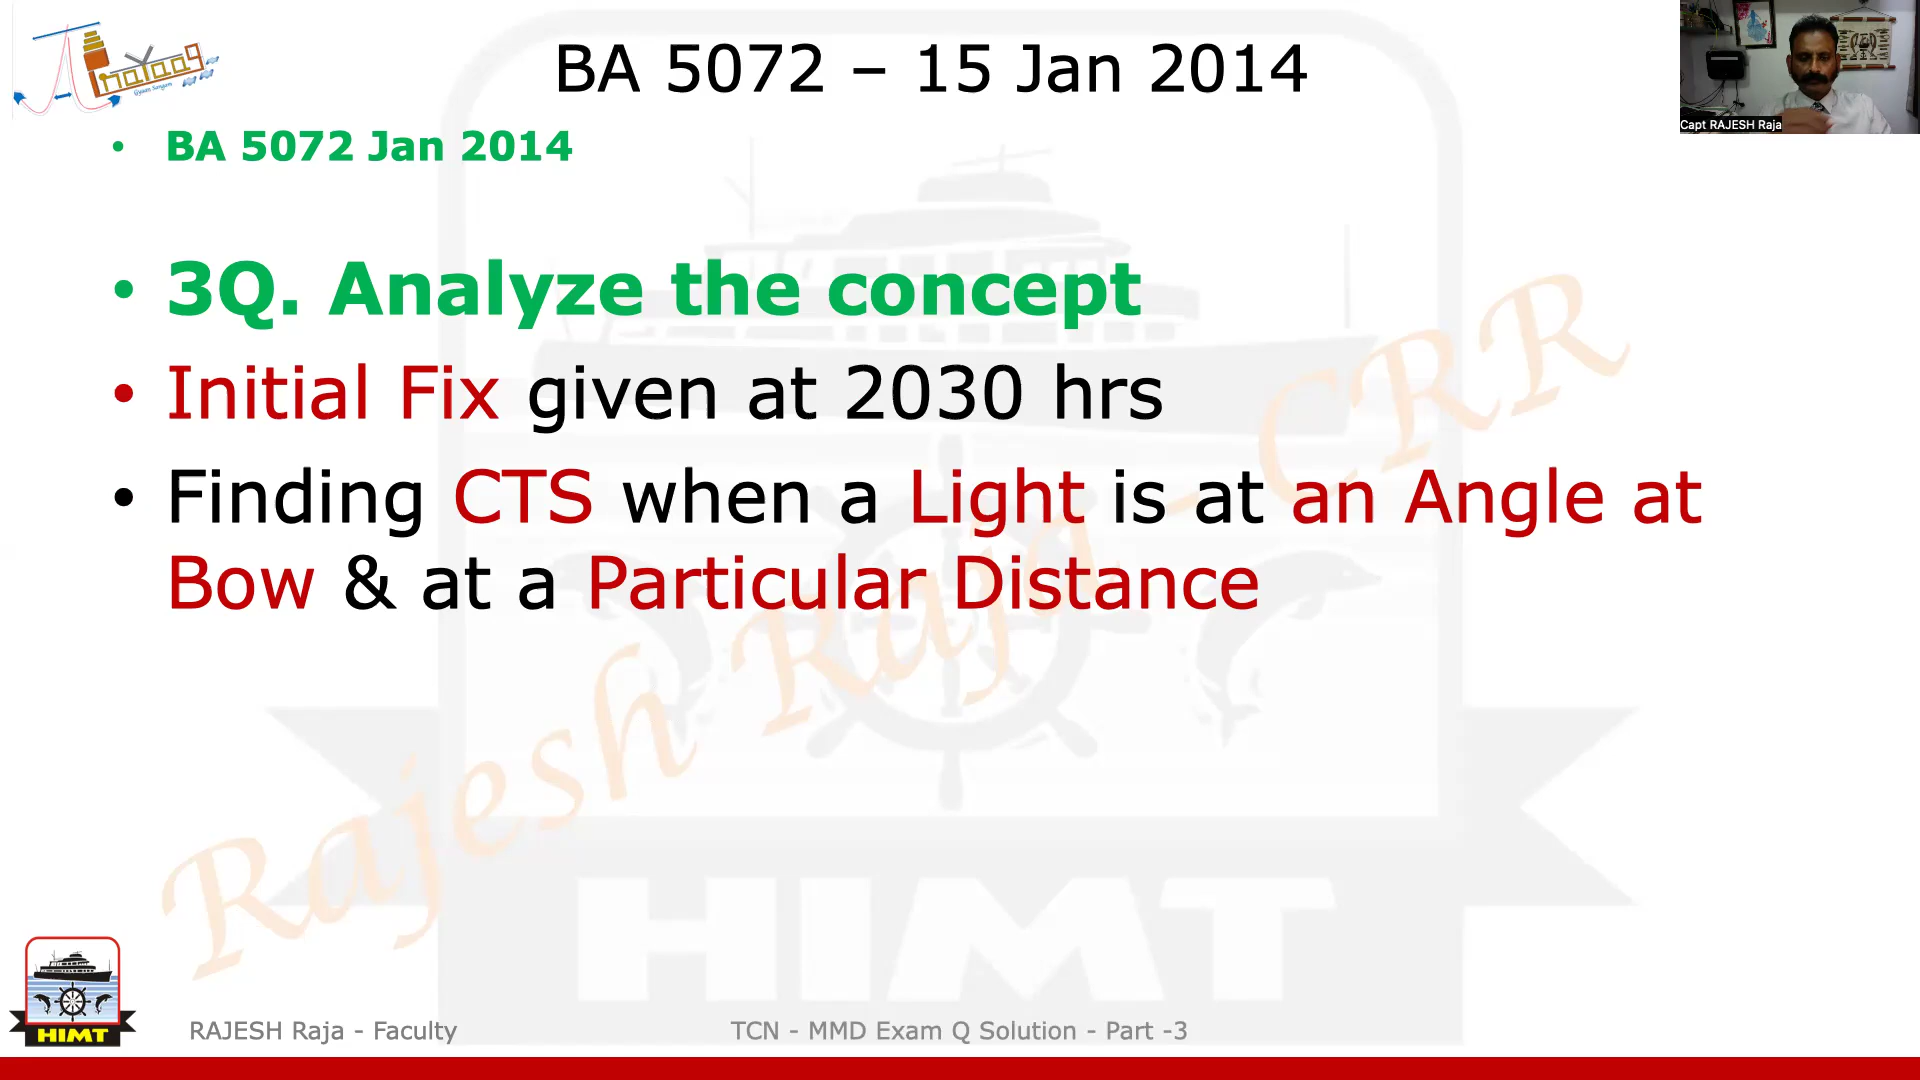 BA 5072 – 15 Jan 2014
Capt RAJESH Raja
• BA 5072 Jan 2014
• 3Q. Analyze the concept
• Initial Fix given at 2030 hrs
• Finding CTS when a Light is at an Angle at
Bow & at a Particular Distance
Rajesh Raja - CRR
HIMT
HIMT
RAJESH Raja - Faculty
TCN - MMD Exam Q Solution - Part -3